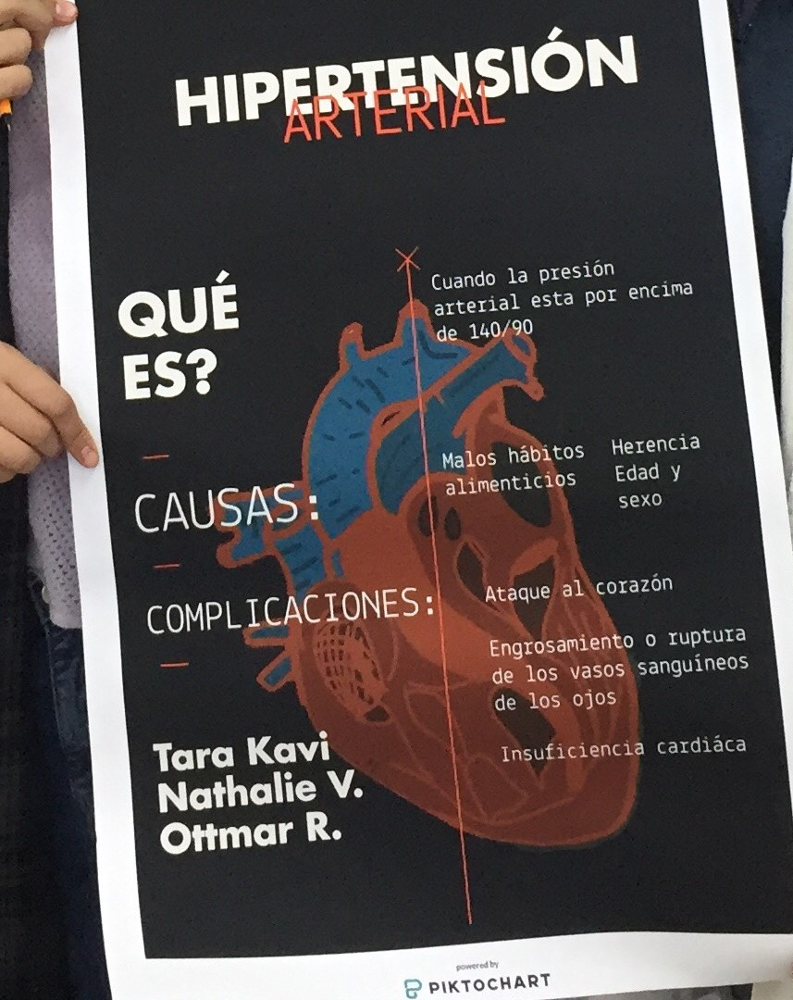 HIPERTENSIÓN
ARTERIAL
QUÉ
ES?
Cuando la presión
arterial esta por encima
de 140/90
CAUSAS:
Malos hábitos
alimenticios
Herencia
Edad y
sexo
COMPLICACIONES:
Ataque al corazón
Engrosamiento o ruptura
de los vasos sanguíneos
de los ojos
Insuficiencia cardiáca
Tara Kavi
Nathalie V.
Ottmar R.
powered by
PIKTOCHART